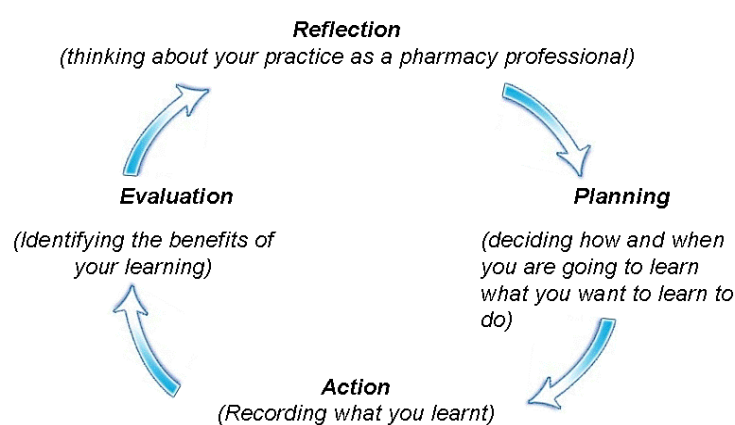 Reflection
(thinking about your practice as a pharmacy professional)
Evaluation
(Identifying the benefits of
your learning)
Planning
(deciding how and when
you are going to learn
what you want to learn to
do)
Action
(Recording what you learnt)